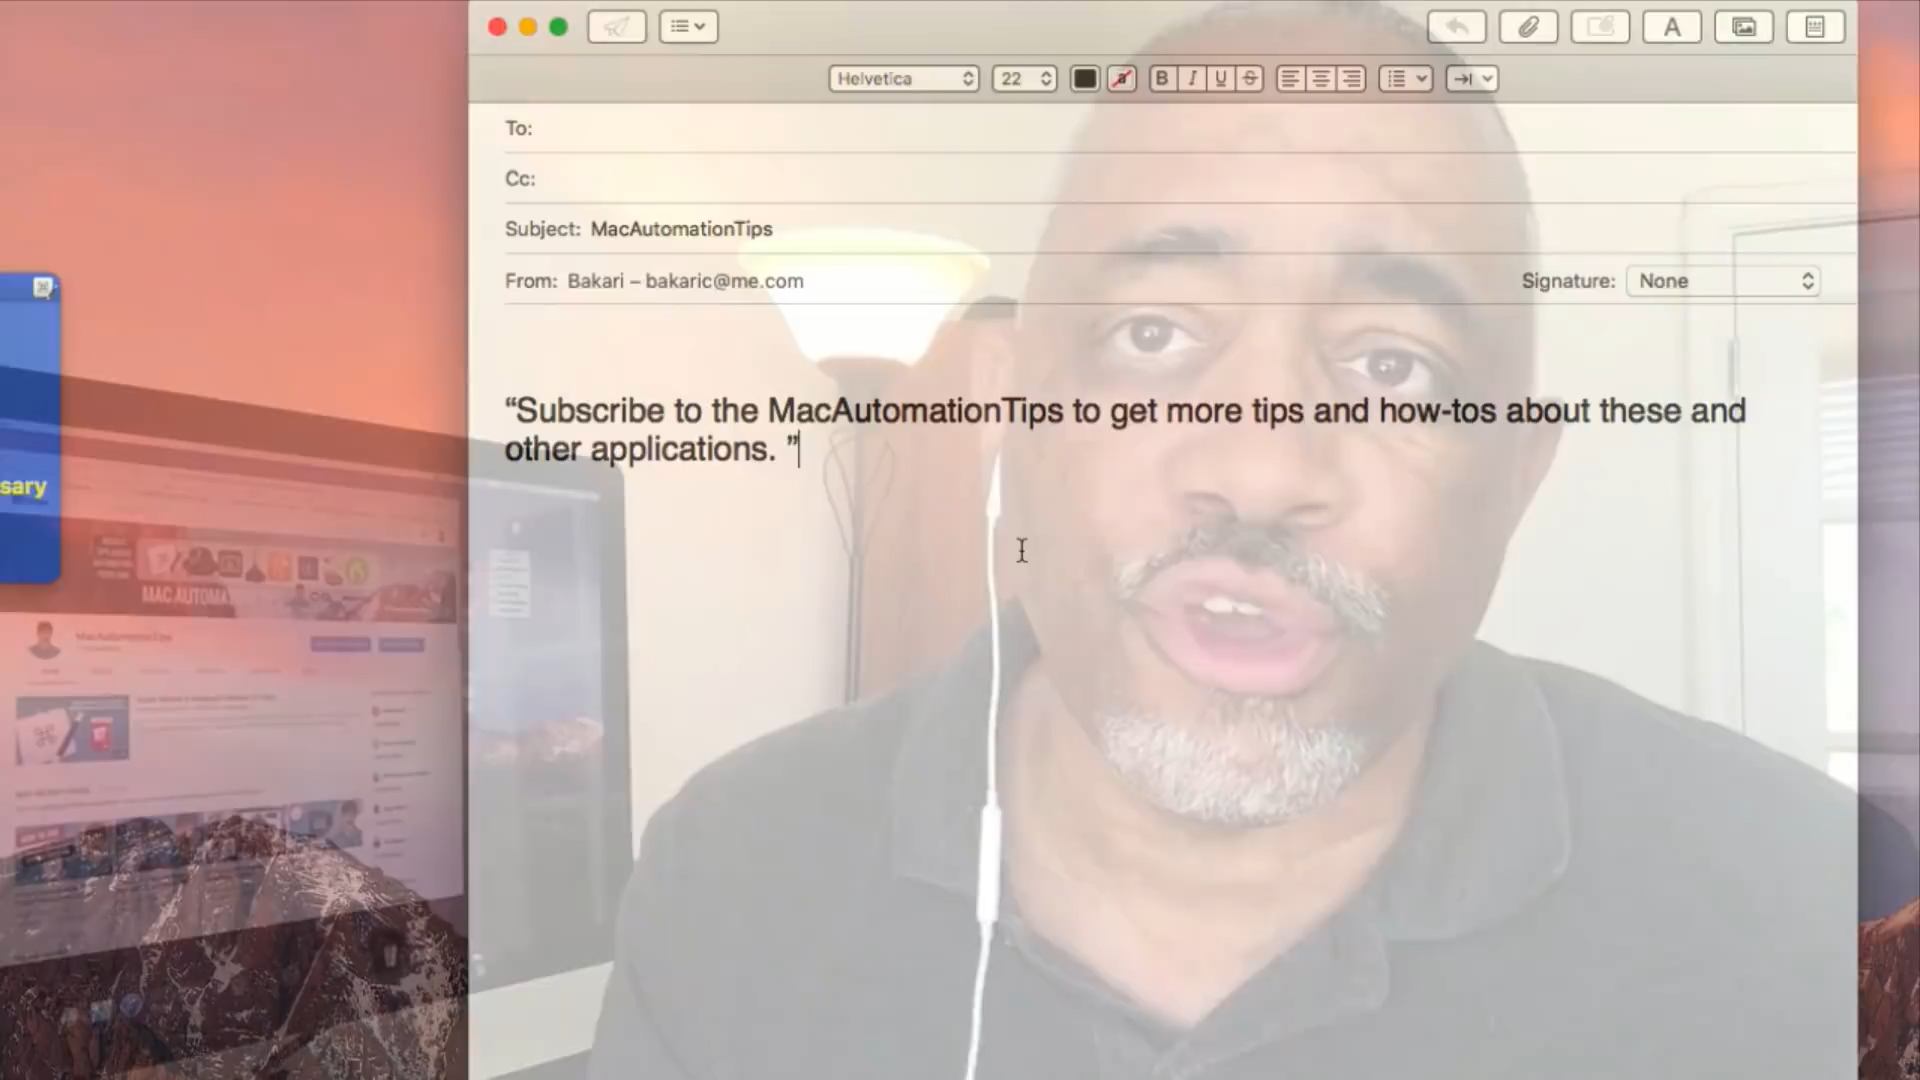 Helvetica
22
a
B I U S
A
To:
Cc:
Subject: MacAutomationTips
From: Bakari – bakaric@me.com
Signature: None
“Subscribe to the MacAutomationTips to get more tips and how-tos about these and
other applications. ”
sary
MAC AUTOMA
MacAutomationTips